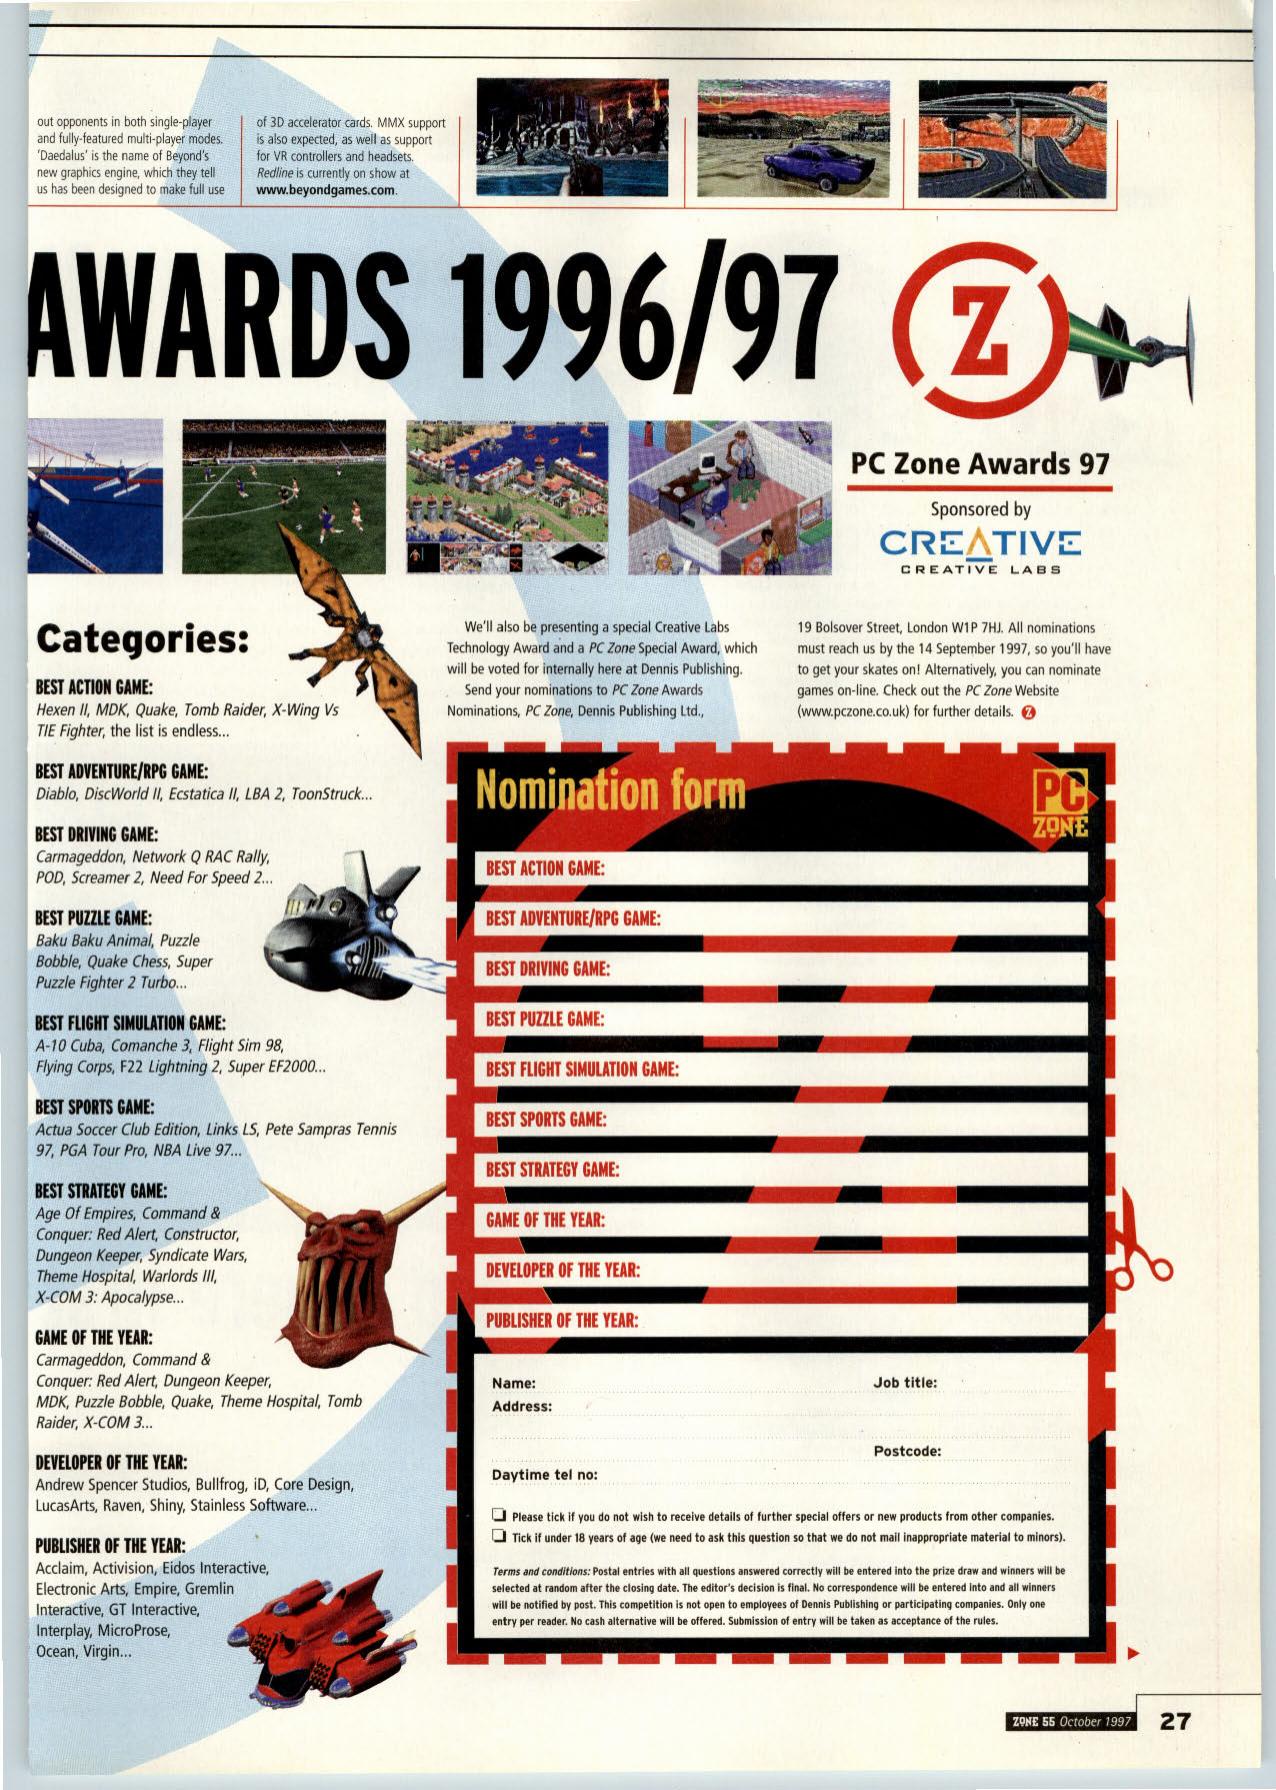 out opponents in both single-player
and fully-featured multi-player modes.
'Daedalus' is the name of Beyond's
new graphics engine, which they tell
us has been designed to make full use
of 3D accelerator cards. MMX support
is also expected, as well as support
for VR controllers and headsets.
Redline is currently on show at
www.beyondgames.com.
AWARDS 1996/97
Z
PC Zone Awards 97
Sponsored by
CREATIVE
CREATIVE LABS
Categories:
BEST ACTION GAME:
Hexen II, MDK, Quake, Tomb Raider, X-Wing Vs
TIE Fighter, the list is endless...
BEST ADVENTURE/RPG GAME:
Diablo, DiscWorld II, Ecstatica II, LBA 2, ToonStruck...
BEST DRIVING GAME:
Carmageddon, Network Q RAC Rally,
POD, Screamer 2, Need For Speed 2...
BEST PUZZLE GAME:
Baku Baku Animal, Puzzle
Bobble, Quake Chess, Super
Puzzle Fighter 2 Turbo...
BEST FLIGHT SIMULATION GAME:
A-10 Cuba, Comanche 3, Flight Sim 98,
Flying Corps, F22 Lightning 2, Super EF2000...
BEST SPORTS GAME:
Actua Soccer Club Edition, Links LS, Pete Sampras Tennis
97, PGA Tour Pro, NBA Live 97...
BEST STRATEGY GAME:
Age Of Empires, Command &
Conquer: Red Alert, Constructor,
Dungeon Keeper, Syndicate Wars,
Theme Hospital, Warlords III,
X-COM 3: Apocalypse...
GAME OF THE YEAR:
Carmageddon, Command &
Conquer: Red Alert, Dungeon Keeper,
MDK, Puzzle Bobble, Quake, Theme Hospital, Tomb
Raider, X-COM 3...
DEVELOPER OF THE YEAR:
Andrew Spencer Studios, Bullfrog, iD, Core Design,
LucasArts, Raven, Shiny, Stainless Software...
PUBLISHER OF THE YEAR:
Acclaim, Activision, Eidos Interactive,
Electronic Arts, Empire, Gremlin
Interactive, GT Interactive,
Interplay, MicroProse,
Ocean, Virgin...
We'll also be presenting a special Creative Labs
Technology Award and a PC Zone Special Award, which
will be voted for internally here at Dennis Publishing.
Send your nominations to PC Zone Awards
Nominations, PC Zone, Dennis Publishing Ltd.,
19 Bolsover Street, London W1P 7HJ. All nominations
must reach us by the 14 September 1997, so you'll have
to get your skates on! Alternatively, you can nominate
games on-line. Check out the PC Zone Website
(www.pczone.co.uk) for further details. Z
Nomination form
PC
ZONE
BEST ACTION GAME:
BEST ADVENTURE/RPG GAME:
BEST DRIVING GAME:
BEST PUZZLE GAME:
BEST FLIGHT SIMULATION GAME:
BEST SPORTS GAME:
BEST STRATEGY GAME:
GAME OF THE YEAR:
DEVELOPER OF THE YEAR:
PUBLISHER OF THE YEAR:
Name: Job title:
Address:
Postcode:
Daytime tel no:
Please tick if you do not wish to receive details of further special offers or new products from other companies.
Tick if under 18 years of age (we need to ask this question so that we do not mail inappropriate material to minors).
Terms and conditions: Postal entries with all questions answered correctly will be entered into the prize draw and winners will be
selected at random after the closing date. The editor's decision is final. No correspondence will be entered into and all winners
will be notified by post. This competition is not open to employees of Dennis Publishing or participating companies. Only one
entry per reader. No cash alternative will be offered. Submission of entry will be taken as acceptance of the rules.
ZONE 55 October 1997 27